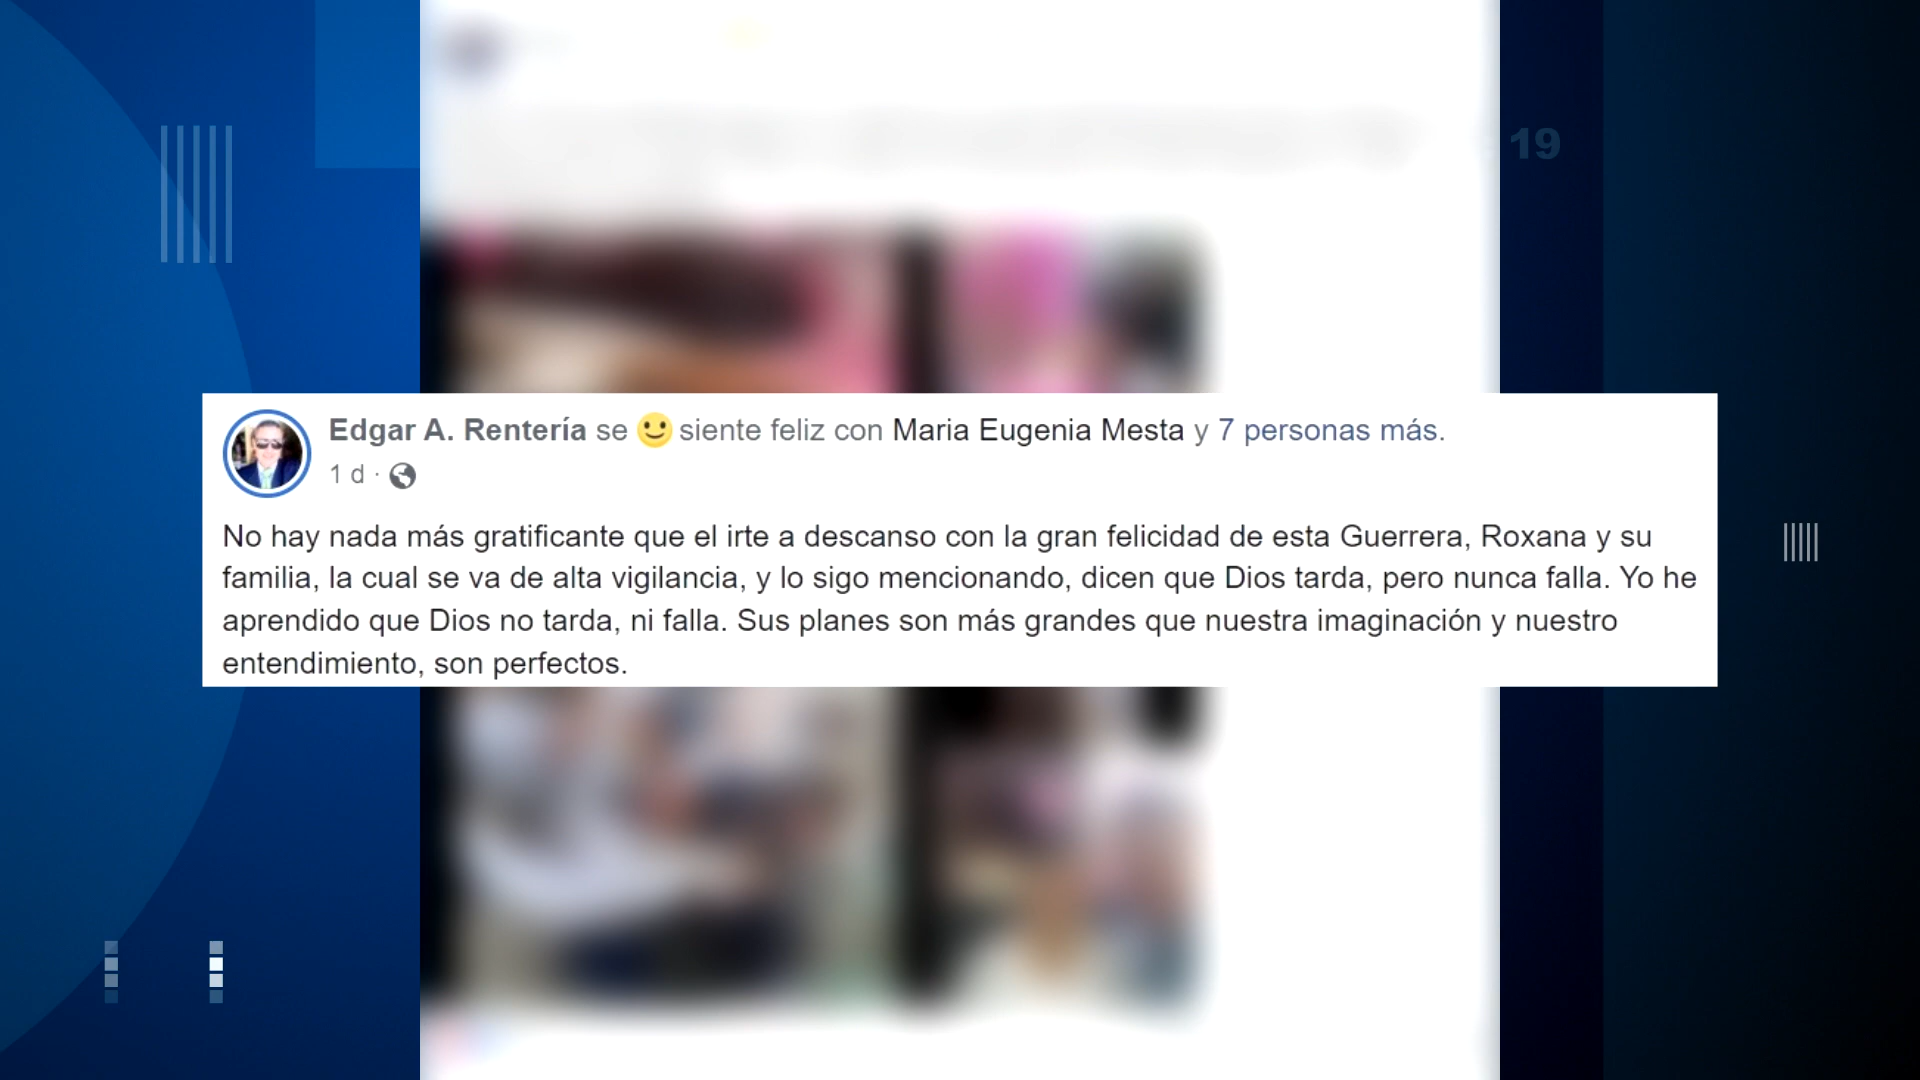 19
Edgar A. Rentería se siente feliz con Maria Eugenia Mesta y 7 personas más.
1 d ·
No hay nada más gratificante que el irte a descanso con la gran felicidad de esta Guerrera, Roxana y su
familia, la cual se va de alta vigilancia, y lo sigo mencionando, dicen que Dios tarda, pero nunca falla. Yo he
aprendido que Dios no tarda, ni falla. Sus planes son más grandes que nuestra imaginación y nuestro
entendimiento, son perfectos.